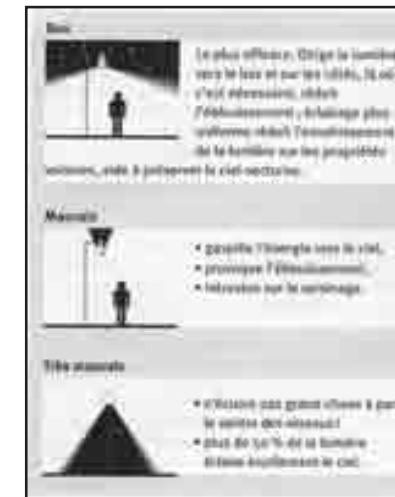 Bon
Le plus efficace. Dirige la lumière
vers le bas et sur les côtés, là où
c'est nécessaire, réduit
l'éblouissement ; éclairage plus
uniforme réduit l'envahissement
de la lumière sur les propriétés
voisines, aide à préserver le ciel nocturne.
Mauvais
• gaspille l'énergie vers le ciel,
• provoque l'éblouissement,
• intrusion sur le voisinage.
Très mauvais
• n'éclaire pas grand chose à part
le ventre des oiseaux !
• plus de 50 % de la lumière
éclaire inutilement le ciel.